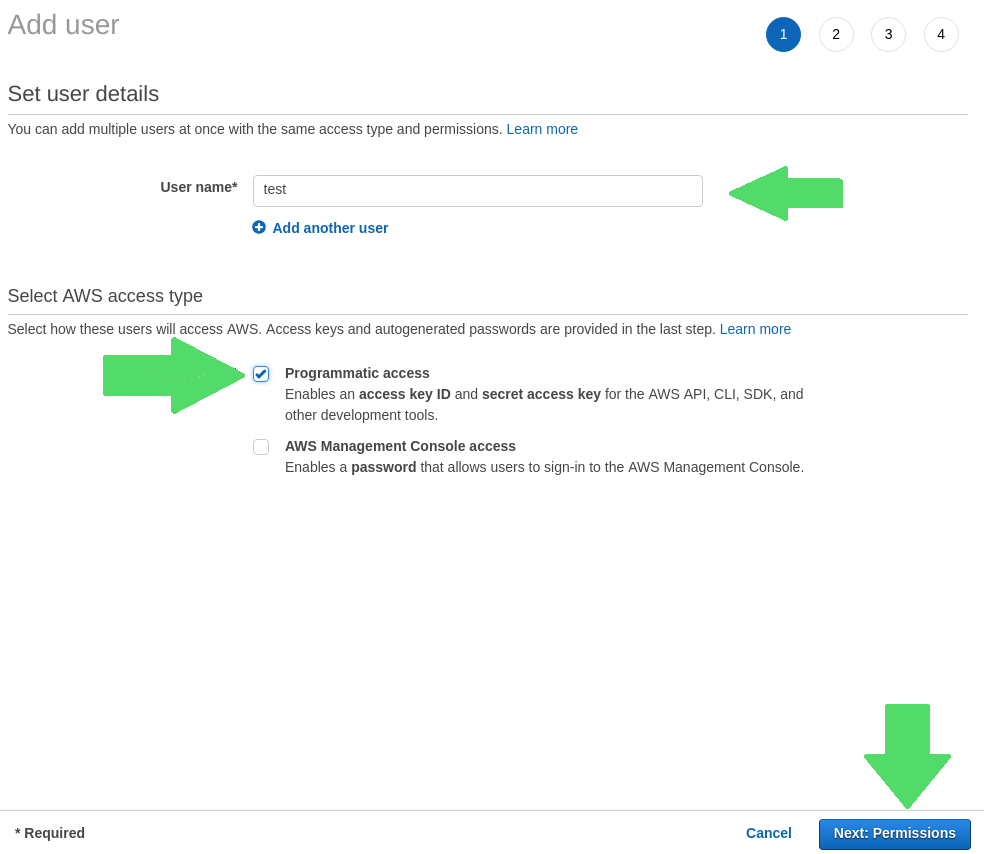 Add user
1 2 3 4
Set user details
You can add multiple users at once with the same access type and permissions. Learn more
User name* test
Add another user
Select AWS access type
Select how these users will access AWS. Access keys and autogenerated passwords are provided in the last step. Learn more
Programmatic access
Enables an access key ID and secret access key for the AWS API, CLI, SDK, and
other development tools.
AWS Management Console access
Enables a password that allows users to sign-in to the AWS Management Console.
* Required Cancel Next: Permissions